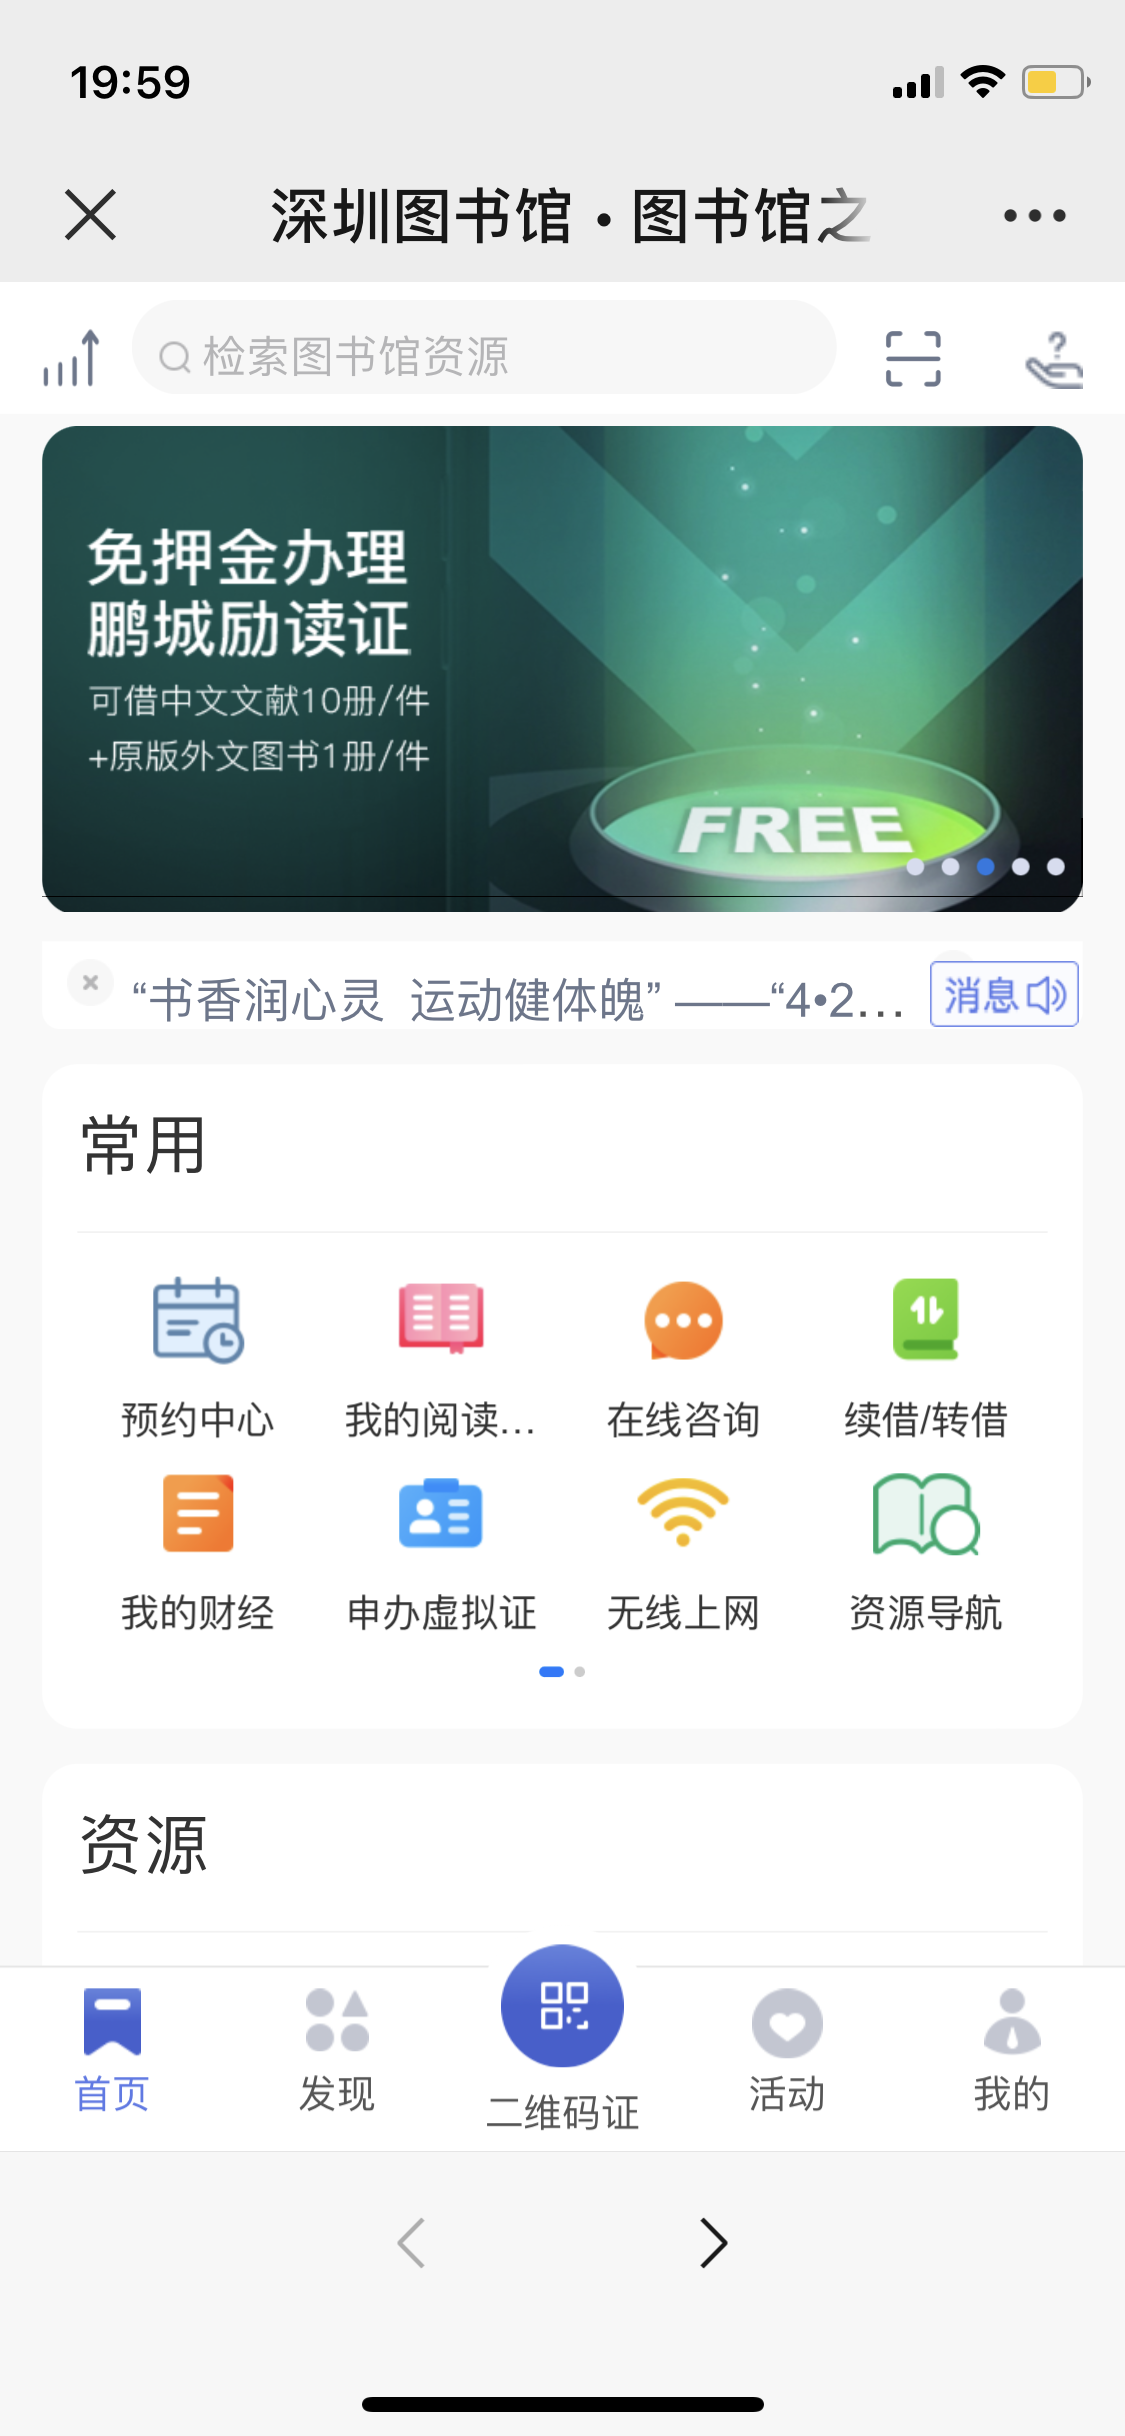 19:59
深圳图书馆 • 图书馆之
检索图书馆资源
免押金办理
鹏城励读证
可借中文文献10册/件
+原版外文图书1册/件
FREE
“书香润心灵 运动健体魄” ——“4•2...
消息
常用
预约中心 我的阅读... 在线咨询 续借/转借
我的财经 申办虚拟证 无线上网 资源导航
资源
首页 发现 二维码证 活动 我的